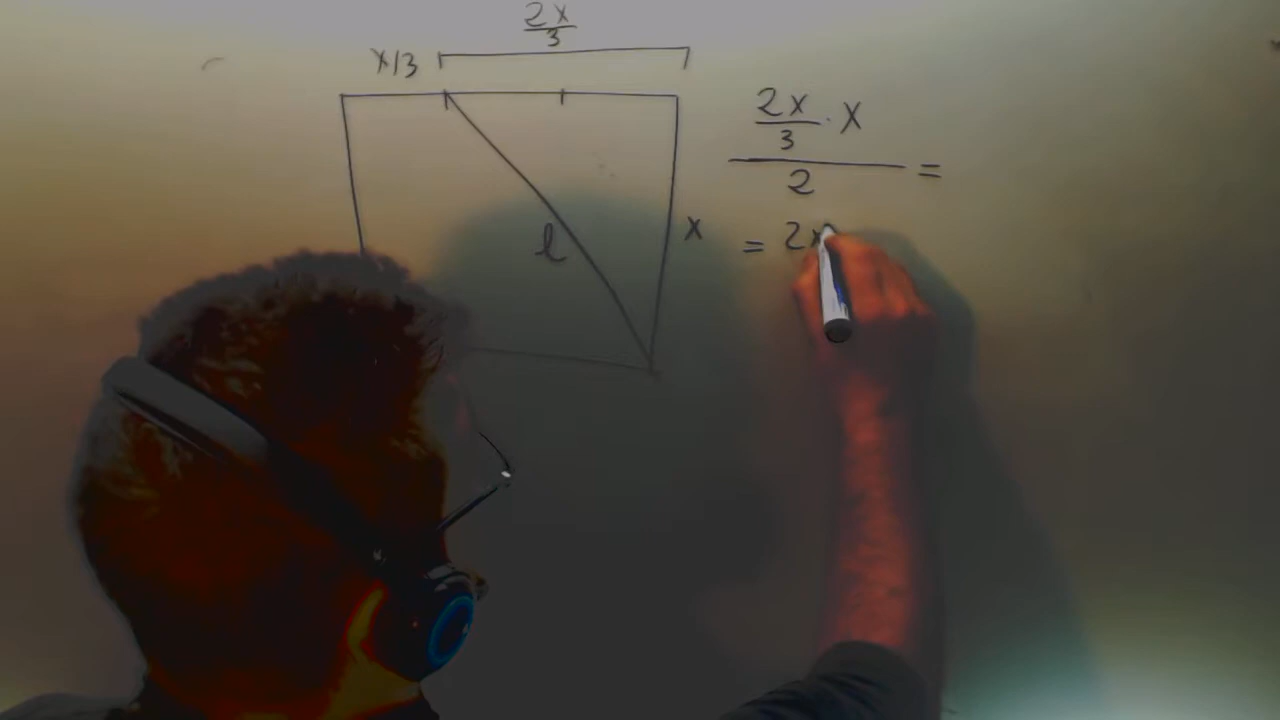 2x/3
x/3
2x/3 · x
/ 2 =
l
x
= 2x